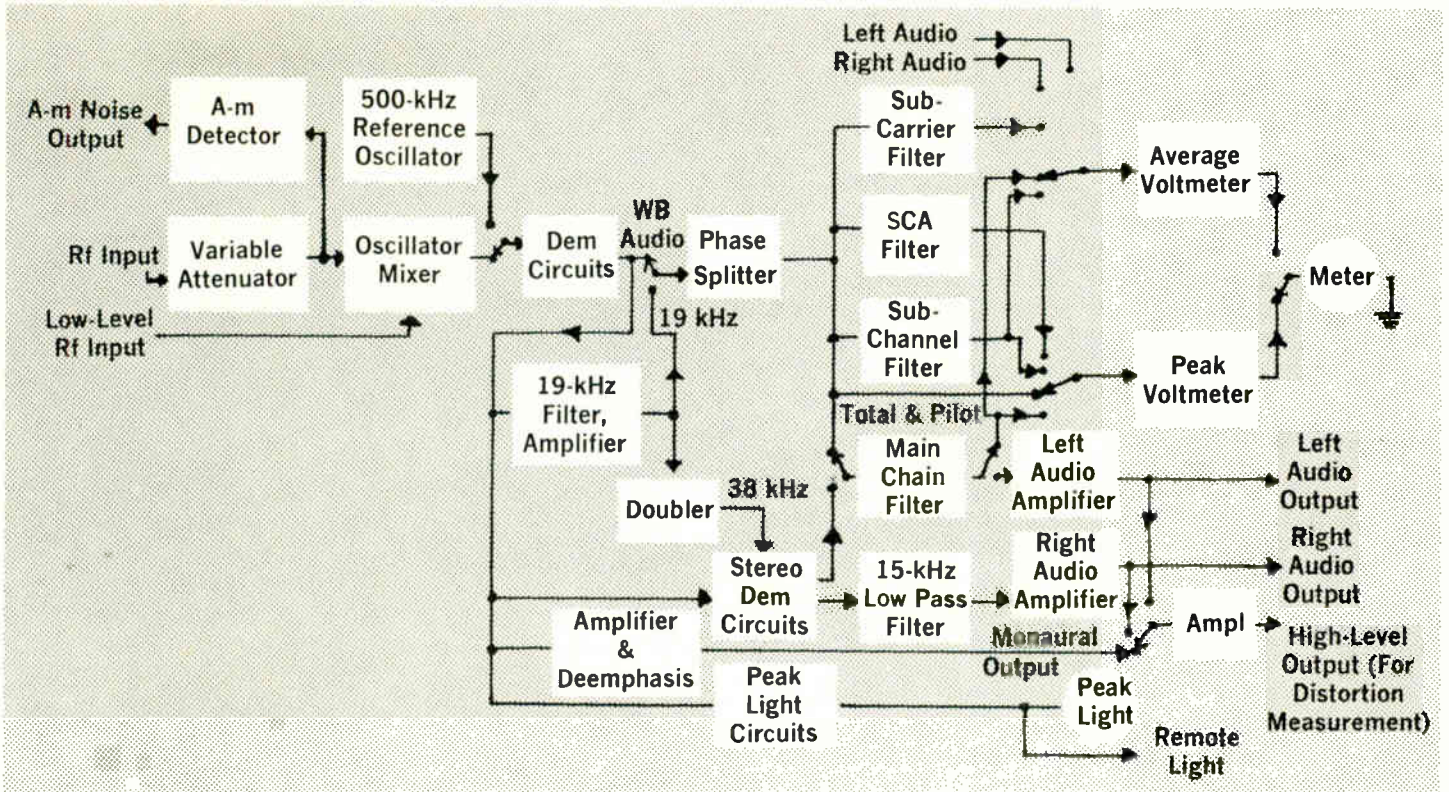 Left Audio
Right Audio
A-m Noise
Output
A-m
Detector
500-kHz
Reference
Oscillator
Sub-
Carrier
Filter
Average
Voltmeter
Rf Input
Variable
Attenuator
Oscillator
Mixer
Dem
Circuits
WB
Audio
Phase
Splitter
SCA
Filter
Meter
Low-Level
Rf Input
19 kHz
Sub-
Channel
Filter
Peak
Voltmeter
19-kHz
Filter,
Amplifier
Total & Pilot
Main
Chain
Filter
Left
Audio
Amplifier
Left
Audio
Output
Doubler
38 kHz
Stereo
Dem
Circuits
15-kHz
Low Pass
Filter
Right
Audio
Amplifier
Right
Audio
Output
Amplifier
&
Deemphasis
Monaural
Output
Ampl
High-Level
Output (For
Distortion
Measurement)
Peak
Light
Circuits
Peak
Light
Remote
Light